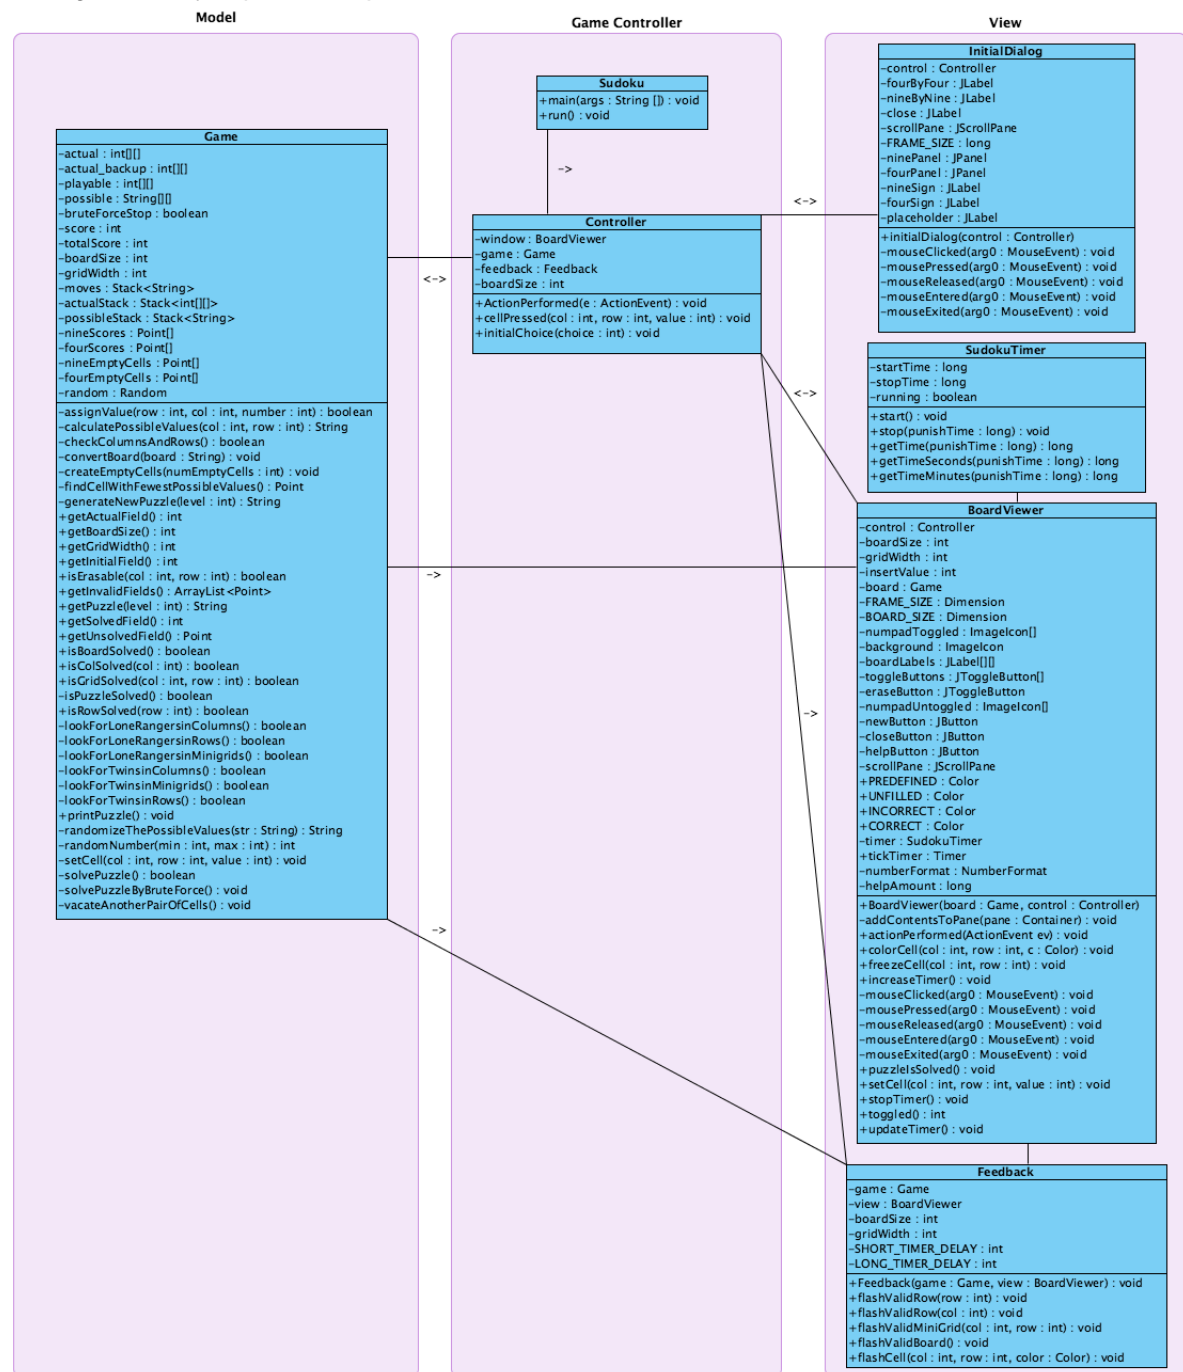 Model
Game Controller
View
Game
-actual : int[][]
-actual_backup : int[][]
-playable : int[][]
-possible : String[][]
-bruteForceStop : boolean
-score : int
-totalScore : int
-boardSize : int
-gridWidth : int
-moves : Stack<String>
-actualStack : Stack<int[][]>
-possibleStack : Stack<String>
-nineScores : Point[]
-fourScores : Point[]
-nineEmptyCells : Point[]
-fourEmptyCells : Point[]
-random : Random
-assignValue(row : int, col : int, number : int) : boolean
-calculatePossibleValues(col : int, row : int) : String
-checkColumnsAndRows() : boolean
-convertBoard(board : String) : void
-createEmptyCells(numEmptyCells : int) : void
-findCellWithFewestPossibleValues() : Point
-generateNewPuzzle(level : int) : String
+getActualField() : int
+getBoardSize() : int
+getGridWidth() : int
+getInitialField() : int
+isErasable(col : int, row : int) : boolean
+getInvalidFields() : ArrayList<Point>
+getPuzzle(level : int) : String
+getSolvedField() : int
+getUnsolvedField() : Point
+isBoardSolved() : boolean
+isColSolved(col : int) : boolean
+isGridSolved(col : int, row : int) : boolean
-isPuzzleSolved() : boolean
+isRowSolved(row : int) : boolean
-lookForLoneRangersinColumns() : boolean
-lookForLoneRangersinRows() : boolean
-lookForLoneRangersinMinigrids() : boolean
-lookForTwinsinColumns() : boolean
-lookForTwinsinMinigrids() : boolean
-lookForTwinsinRows() : boolean
+printPuzzle() : void
-randomizeThePossibleValues(str : String) : String
-randomNumber(min : int, max : int) : int
-setCell(col : int, row : int, value : int) : void
-solvePuzzle() : boolean
-solvePuzzleByBruteForce() : void
-vacateAnotherPairOfCells() : void
Sudoku
+main(args : String []) : void
+run() : void
->
Controller
-window : BoardViewer
-game : Game
-feedback : Feedback
-boardSize : int
+ActionPerformed(e : ActionEvent) : void
+cellPressed(col : int, row : int, value : int) : void
+initialChoice(choice : int) : void
<->
<->
<->
->
->
->
InitialDialog
-control : Controller
-fourByFour : JLabel
-nineByNine : JLabel
-close : JLabel
-scrollPane : JScrollPane
-FRAME_SIZE : long
-ninePanel : JPanel
-fourPanel : JPanel
-nineSign : JLabel
-fourSign : JLabel
-placeholder : JLabel
+initialDialog(control : Controller)
-mouseClicked(arg0 : MouseEvent) : void
-mousePressed(arg0 : MouseEvent) : void
-mouseReleased(arg0 : MouseEvent) : void
-mouseEntered(arg0 : MouseEvent) : void
-mouseExited(arg0 : MouseEvent) : void
SudokuTimer
-startTime : long
-stopTime : long
-running : boolean
+start() : void
+stop(punishTime : long) : void
+getTime(punishTime : long) : long
+getTimeSeconds(punishTime : long) : long
+getTimeMinutes(punishTime : long) : long
BoardViewer
-control : Controller
-boardSize : int
-gridWidth : int
-insertValue : int
-board : Game
-FRAME_SIZE : Dimension
-BOARD_SIZE : Dimension
-numpadToggled : ImageIcon[]
-background : ImageIcon
-boardLabels : JLabel[][]
-toggleButtons : JToggleButton[]
-eraseButton : JToggleButton
-numpadUntoggled : ImageIcon[]
-newButton : JButton
-closeButton : JButton
-helpButton : JButton
-scrollPane : JScrollPane
+PREDEFINED : Color
+UNFILLED : Color
+INCORRECT : Color
+CORRECT : Color
-timer : SudokuTimer
+tickTimer : Timer
-numberFormat : NumberFormat
-helpAmount : long
+BoardViewer(board : Game, control : Controller)
-addContentsToPane(pane : Container) : void
+actionPerformed(ActionEvent ev) : void
+colorCell(col : int, row : int, c : Color) : void
+freezeCell(col : int, row : int) : void
+increaseTimer() : void
-mouseClicked(arg0 : MouseEvent) : void
-mousePressed(arg0 : MouseEvent) : void
-mouseReleased(arg0 : MouseEvent) : void
-mouseEntered(arg0 : MouseEvent) : void
-mouseExited(arg0 : MouseEvent) : void
+puzzleIsSolved() : void
+setCell(col : int, row : int, value : int) : void
+stopTimer() : void
+toggled() : int
+updateTimer() : void
Feedback
-game : Game
-view : BoardViewer
-boardSize : int
-gridWidth : int
-SHORT_TIMER_DELAY : int
-LONG_TIMER_DELAY : int
+Feedback(game : Game, view : BoardViewer) : void
+flashValidRow(row : int) : void
+flashValidRow(col : int) : void
+flashValidMiniGrid(col : int, row : int) : void
+flashValidBoard() : void
+flashCell(col : int, row : int, color : Color) : void